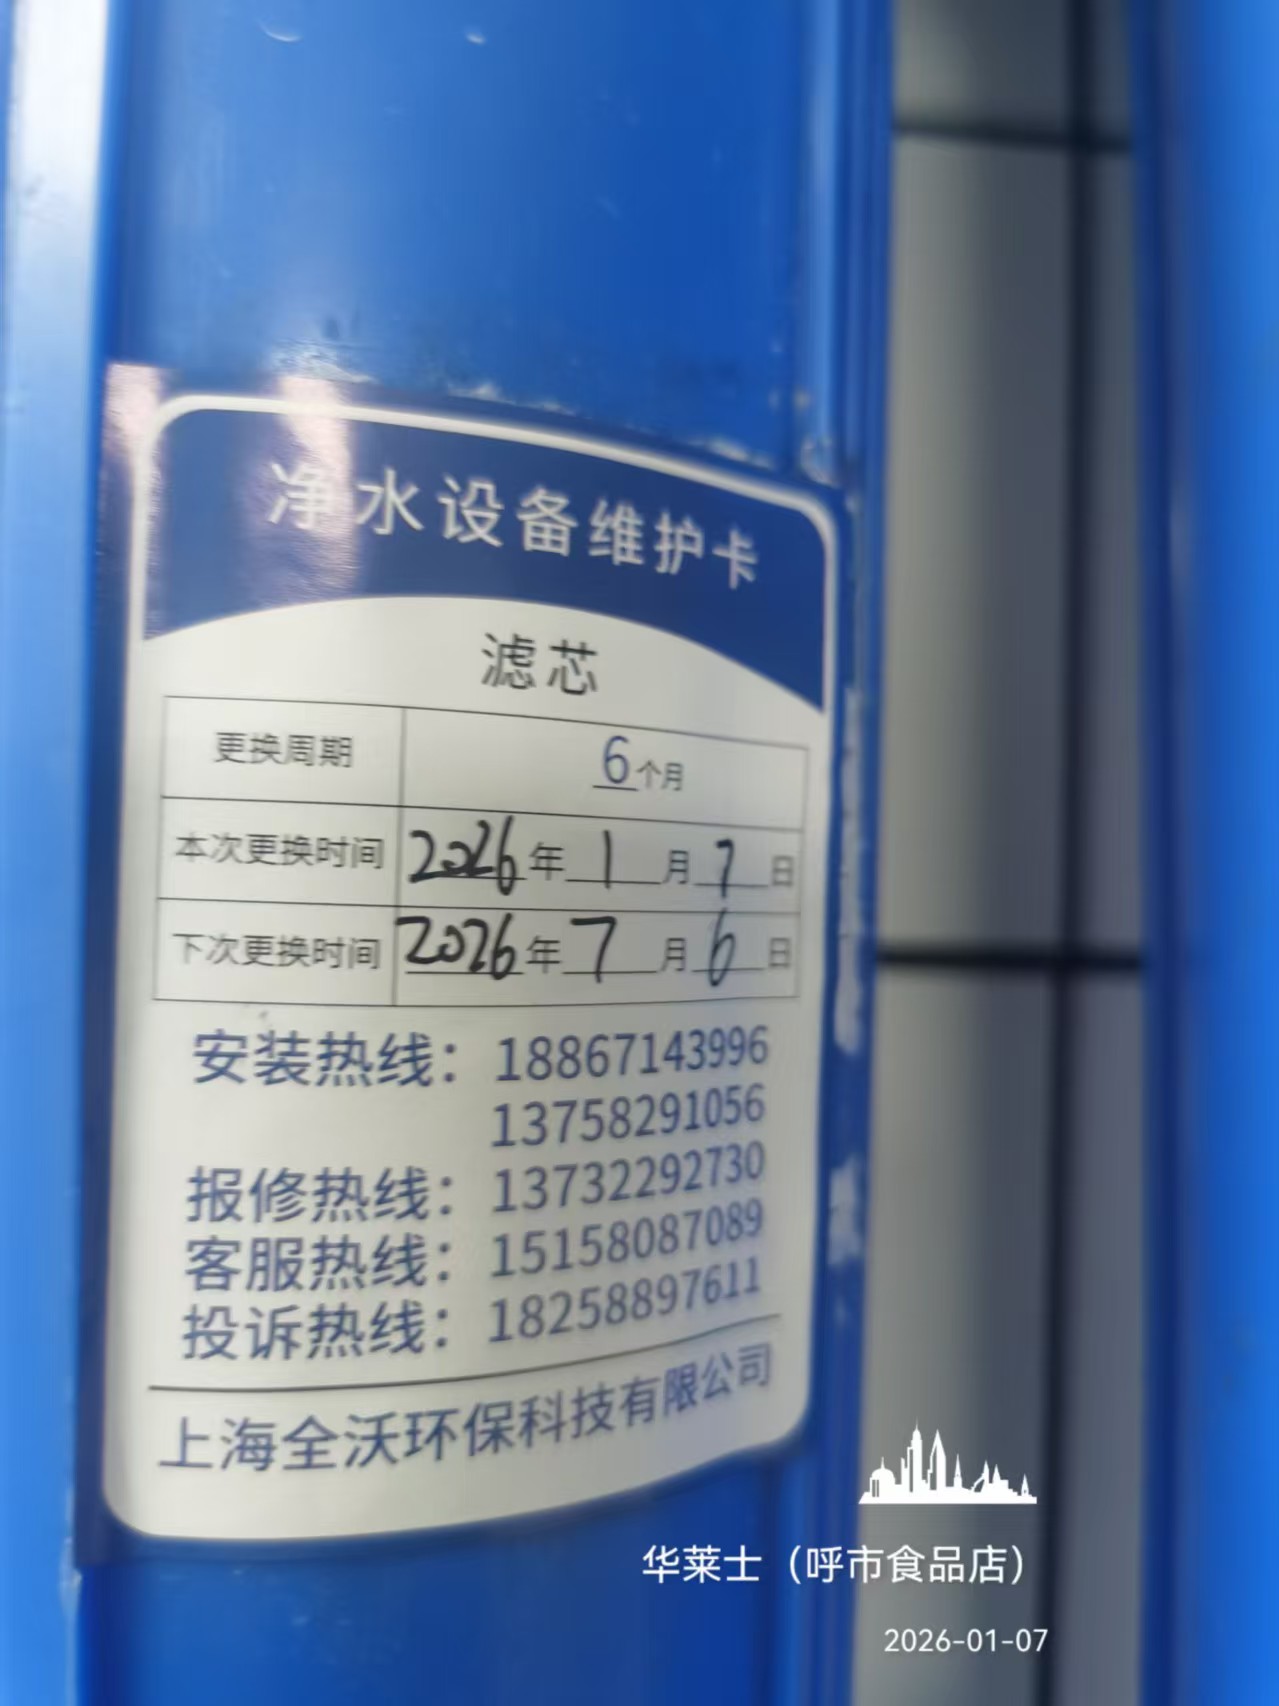 净水设备维护卡
滤芯
更换周期 6个月
本次更换时间 2026年1月7日
下次更换时间 2026年7月6日
安装热线：18867143996
13758291056
报修热线：13732292730
客服热线：15158087089
投诉热线：18258897611
上海全沃环保科技有限公司
华莱士（呼市食品店）
2026-01-07